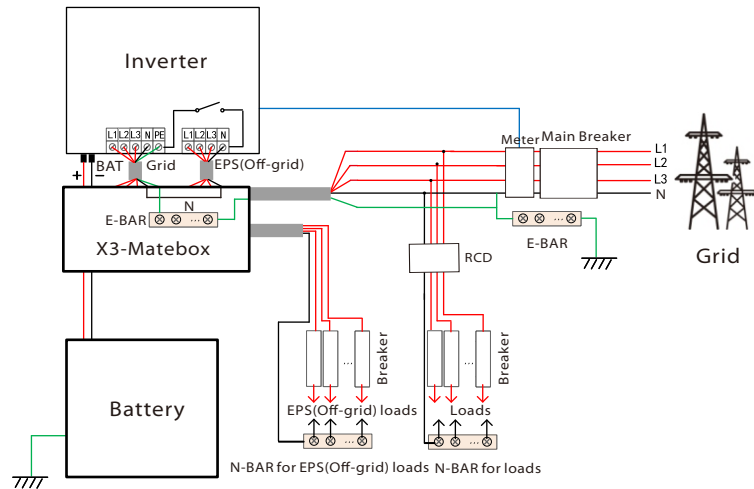 Inverter
L1 L2 L3 N PE
L1 L2 L3 N
BAT
Grid
EPS(Off-grid)
+
−
N
E-BAR
X3-Matebox
Meter
Main Breaker
L1
L2
L3
N
E-BAR
Grid
RCD
...
Breaker
...
Breaker
EPS(Off-grid) loads
Loads
...
...
...
...
N-BAR for EPS(Off-grid) loads
N-BAR for loads
Battery